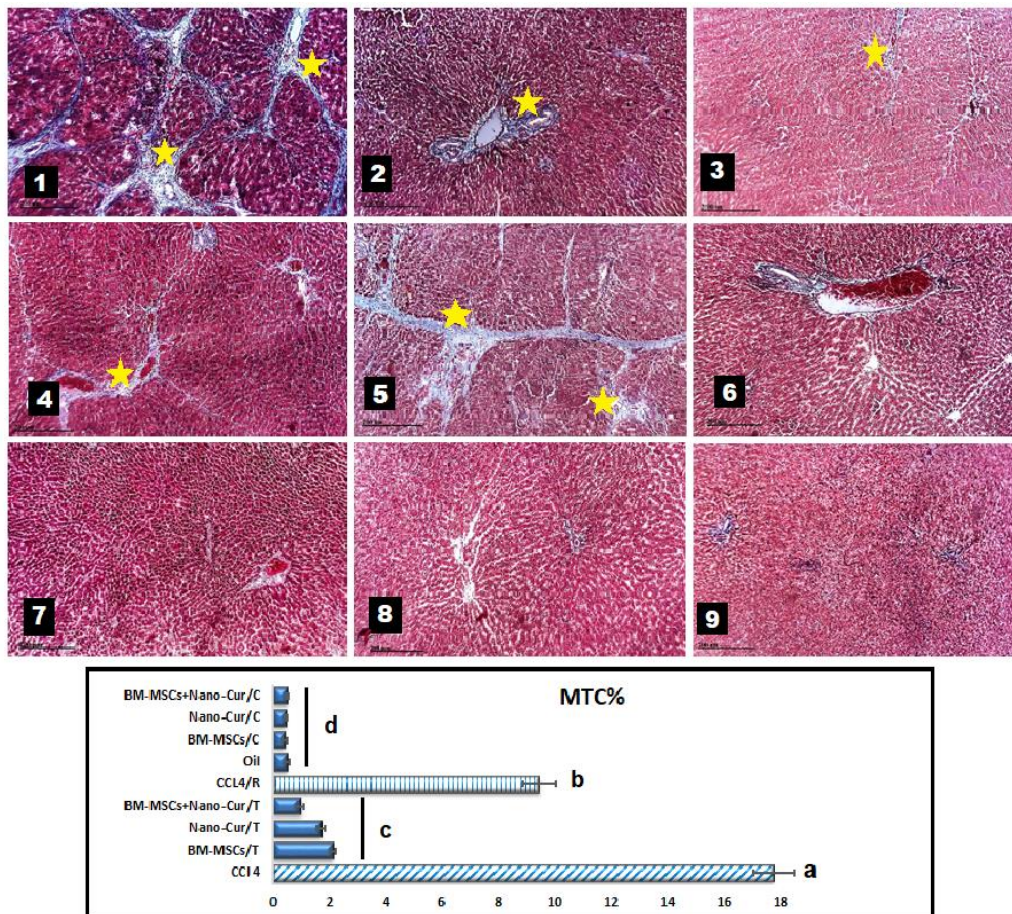 1
2
3
4
5
6
7
8
9
MTC%
BM-MSCs+Nano-Cur/C
Nano-Cur/C
BM-MSCs/C
Oil
d
CCL4/R
b
BM-MSCs+Nano-Cur/T
Nano-Cur/T
BM-MSCs/T
c
CCl 4
a
0 2 4 6 8 10 12 14 16 18